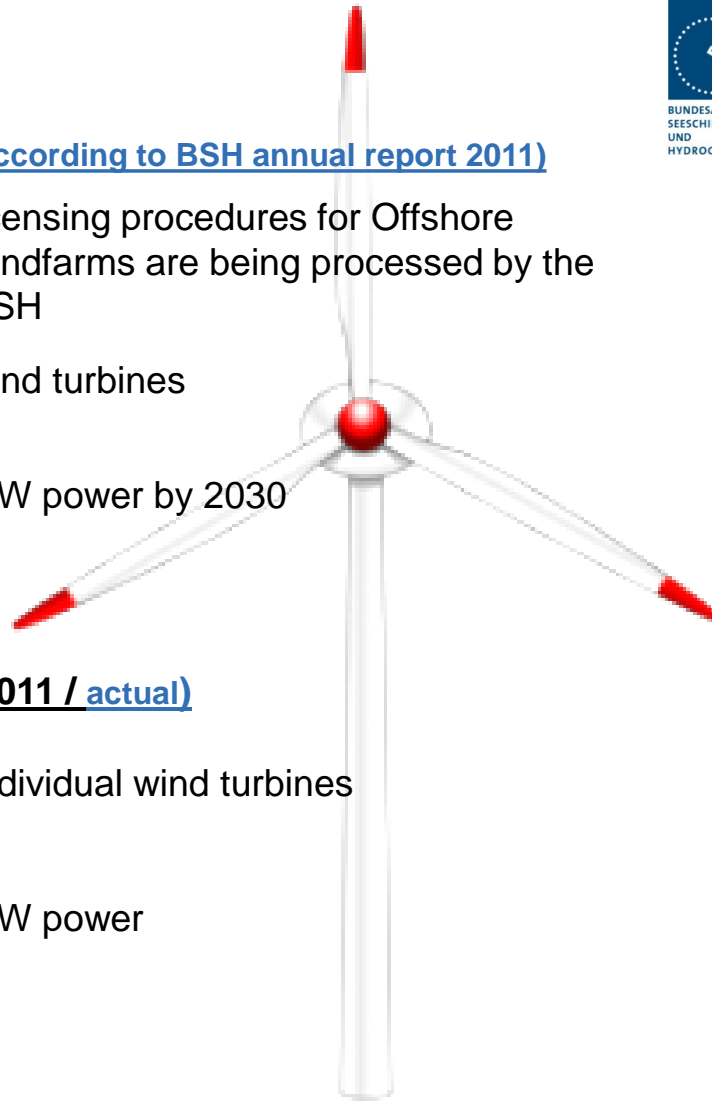 BUNDES
SEESCHI
UND
HYDROG
ccording to BSH annual report 2011)
censing procedures for Offshore
ndfarms are being processed by the
SH
nd turbines
W power by 2030
011 / actual)
dividual wind turbines
W power